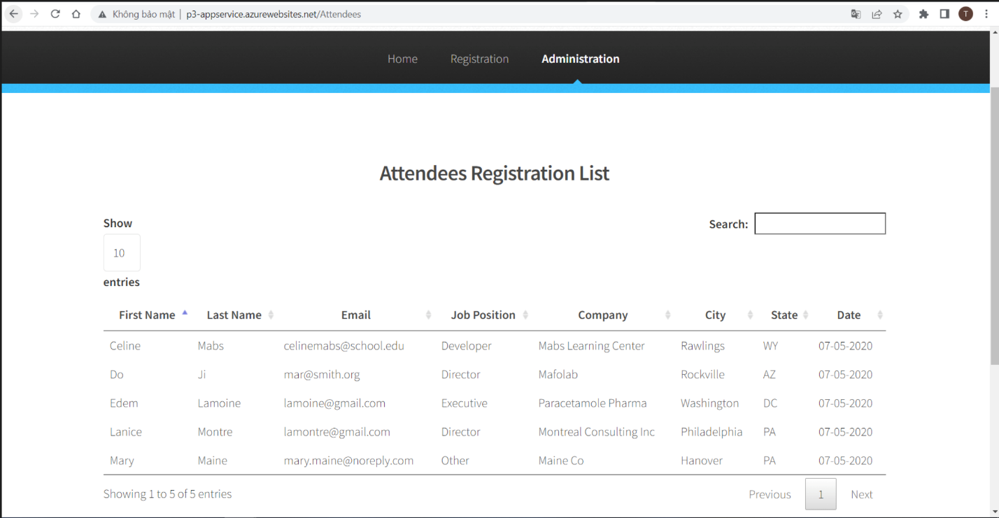 Không bảo mật | p3-appservice.azurewebsites.net/Attendees T
Home Registration Administration
Attendees Registration List
Show
Search:
10
entries
First Name Last Name Email Job Position Company City State Date
Celine Mabs celinemabs@school.edu Developer Mabs Learning Center Rawlings WY 07-05-2020
Do Ji mar@smith.org Director Mafolab Rockville AZ 07-05-2020
Edem Lamoine lamoine@gmail.com Executive Paracetamole Pharma Washington DC 07-05-2020
Lanice Montre lamontre@gmail.com Director Montreal Consulting Inc Philadelphia PA 07-05-2020
Mary Maine mary.maine@noreply.com Other Maine Co Hanover PA 07-05-2020
Showing 1 to 5 of 5 entries Previous 1 Next